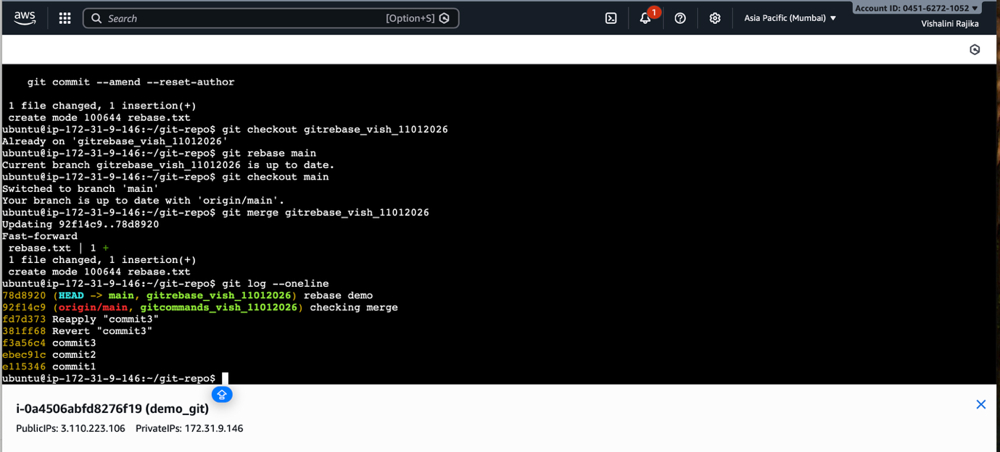 aws
Search
[Option+S]
1
Asia Pacific (Mumbai) ▼
Account ID: 0451-6272-1052 ▼
Vishalini Rajika
git commit --amend --reset-author
1 file changed, 1 insertion(+)
create mode 100644 rebase.txt
ubuntu@ip-172-31-9-146:~/git-repo$ git checkout gitrebase_vish_11012026
Already on 'gitrebase_vish_11012026'
ubuntu@ip-172-31-9-146:~/git-repo$ git rebase main
Current branch gitrebase_vish_11012026 is up to date.
ubuntu@ip-172-31-9-146:~/git-repo$ git checkout main
Switched to branch 'main'
Your branch is up to date with 'origin/main'.
ubuntu@ip-172-31-9-146:~/git-repo$ git merge gitrebase_vish_11012026
Updating 92f14c9..78d8920
Fast-forward
rebase.txt | 1 +
1 file changed, 1 insertion(+)
create mode 100644 rebase.txt
ubuntu@ip-172-31-9-146:~/git-repo$ git log --oneline
78d8920 (HEAD -> main, gitrebase_vish_11012026) rebase demo
92f14c9 (origin/main, gitcommands_vish_11012026) checking merge
fd7d373 Reapply "commit3"
381ff68 Revert "commit3"
f3a56c4 commit3
ebec91c commit2
e115346 commit1
ubuntu@ip-172-31-9-146:~/git-repo$
i-0a4506abfd8276f19 (demo_git)
PublicIPs: 3.110.223.106 PrivateIPs: 172.31.9.146